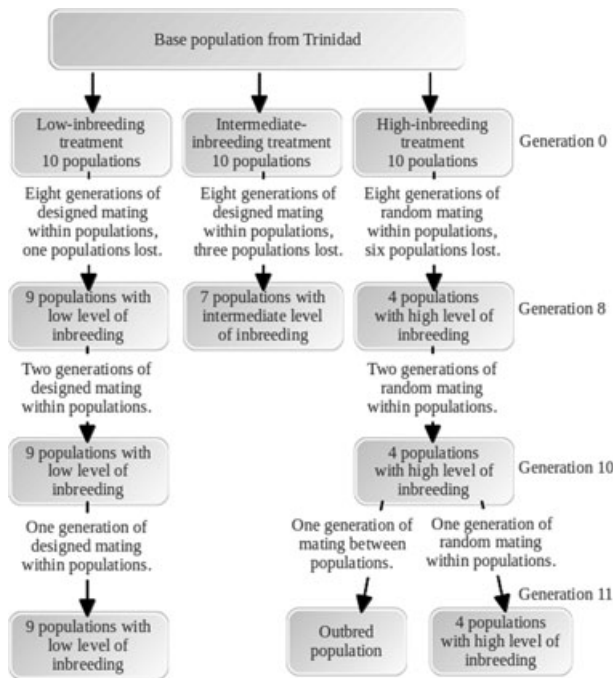 Base population from Trinidad
Low-inbreeding
treatment
10 populations
Intermediate-
inbreeding treatment
10 populations
High-inbreeding
treatment
10 poulations
Generation 0
Eight generations of
designed mating
within populations,
one populations lost.
Eight generations of
designed mating
within populations,
three populations lost.
Eight generations of
random mating
within populations,
six populations lost.
9 populations with
low level of
inbreeding
7 populations with
intermediate level
of inbreeding
4 populations
with high level of
inbreeding
Generation 8
Two generations of
designed mating
within populations.
Two generations of
random mating
within populations.
9 populations with
low level of
inbreeding
4 populations
with high level of
inbreeding
Generation 10
One generation of
designed mating
within populations.
One generation of
mating between
populations.
One generation of
random mating
within populations.
Generation 11
9 populations with
low level of
inbreeding
Outbred
population
4 populations
with high level of
inbreeding